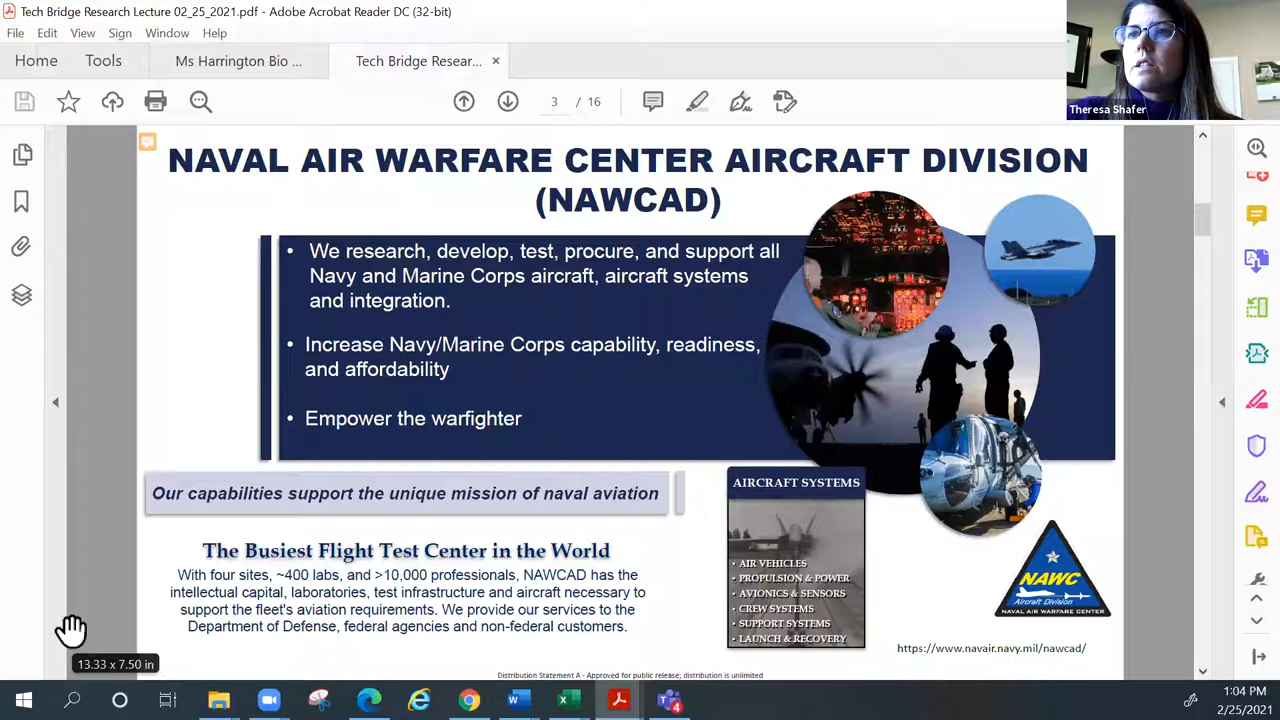 Tech Bridge Research Lecture 02_25_2021.pdf - Adobe Acrobat Reader DC (32-bit)
File Edit View Sign Window Help
Home Tools Ms Harrington Bio ... Tech Bridge Resear... ×
3 / 16
Theresa Shafer
NAVAL AIR WARFARE CENTER AIRCRAFT DIVISION
(NAWCAD)
• We research, develop, test, procure, and support all
Navy and Marine Corps aircraft, aircraft systems
and integration.
• Increase Navy/Marine Corps capability, readiness,
and affordability
• Empower the warfighter
Our capabilities support the unique mission of naval aviation
The Busiest Flight Test Center in the World
With four sites, ~400 labs, and >10,000 professionals, NAWCAD has the
intellectual capital, laboratories, test infrastructure and aircraft necessary to
support the fleet's aviation requirements. We provide our services to the
Department of Defense, federal agencies and non-federal customers.
AIRCRAFT SYSTEMS
• AIR VEHICLES
• PROPULSION & POWER
• AVIONICS & SENSORS
• CREW SYSTEMS
• SUPPORT SYSTEMS
• LAUNCH & RECOVERY
NAWC
Aircraft Division
NAVAL AIR WARFARE CENTER
https://www.navair.navy.mil/nawcad/
13.33 x 7.50 in
Distribution Statement A - Approved for public release; distribution is unlimited
4
1:04 PM
2/25/2021